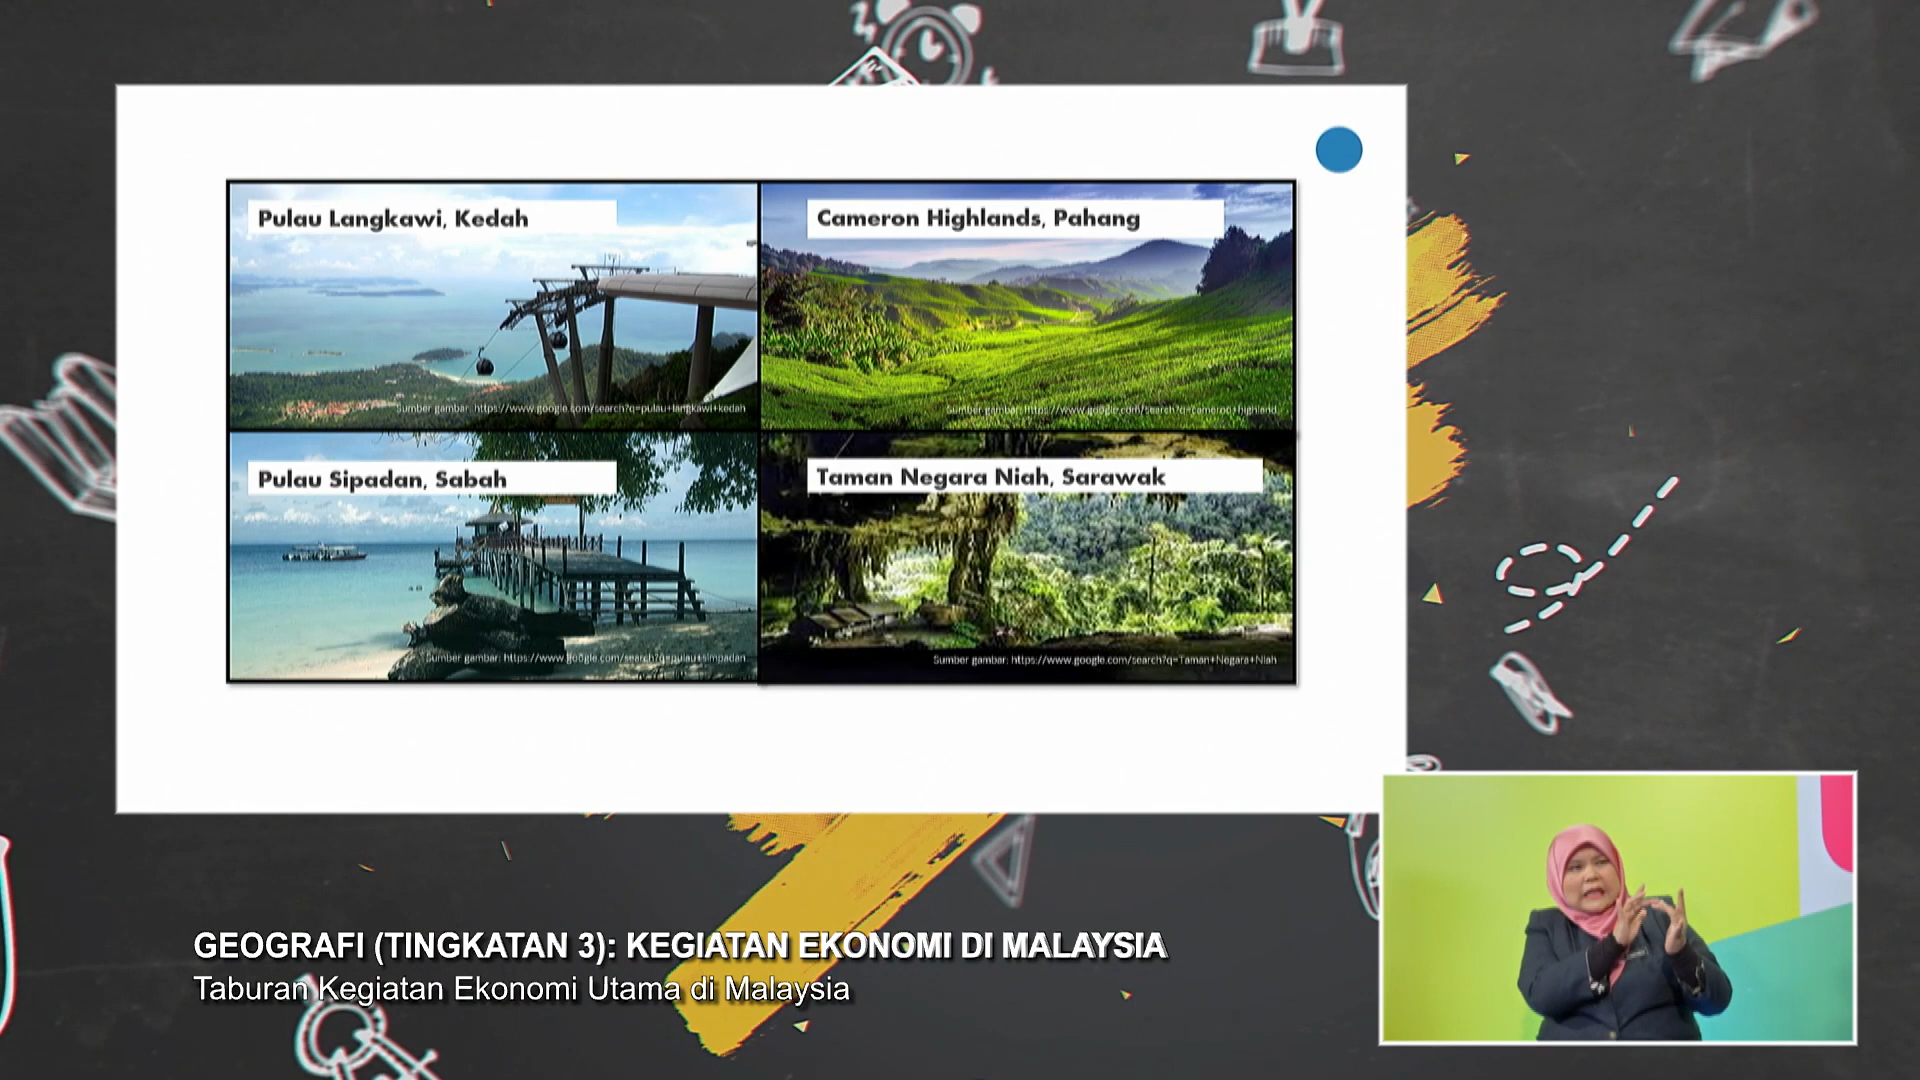 Pulau Langkawi, Kedah
Cameron Highlands, Pahang
Sumber gambar: https://www.google.com/search?q=pulau+langkawi+kedah
Sumber gambar: https://www.google.com/search?q=cameron+highland
Pulau Sipadan, Sabah
Taman Negara Niah, Sarawak
Sumber gambar: https://www.google.com/search?q=pulau+simpadan
Sumber gambar: https://www.google.com/search?q=Taman+Negara+Niah
GEOGRAFI (TINGKATAN 3): KEGIATAN EKONOMI DI MALAYSIA
Taburan Kegiatan Ekonomi Utama di Malaysia